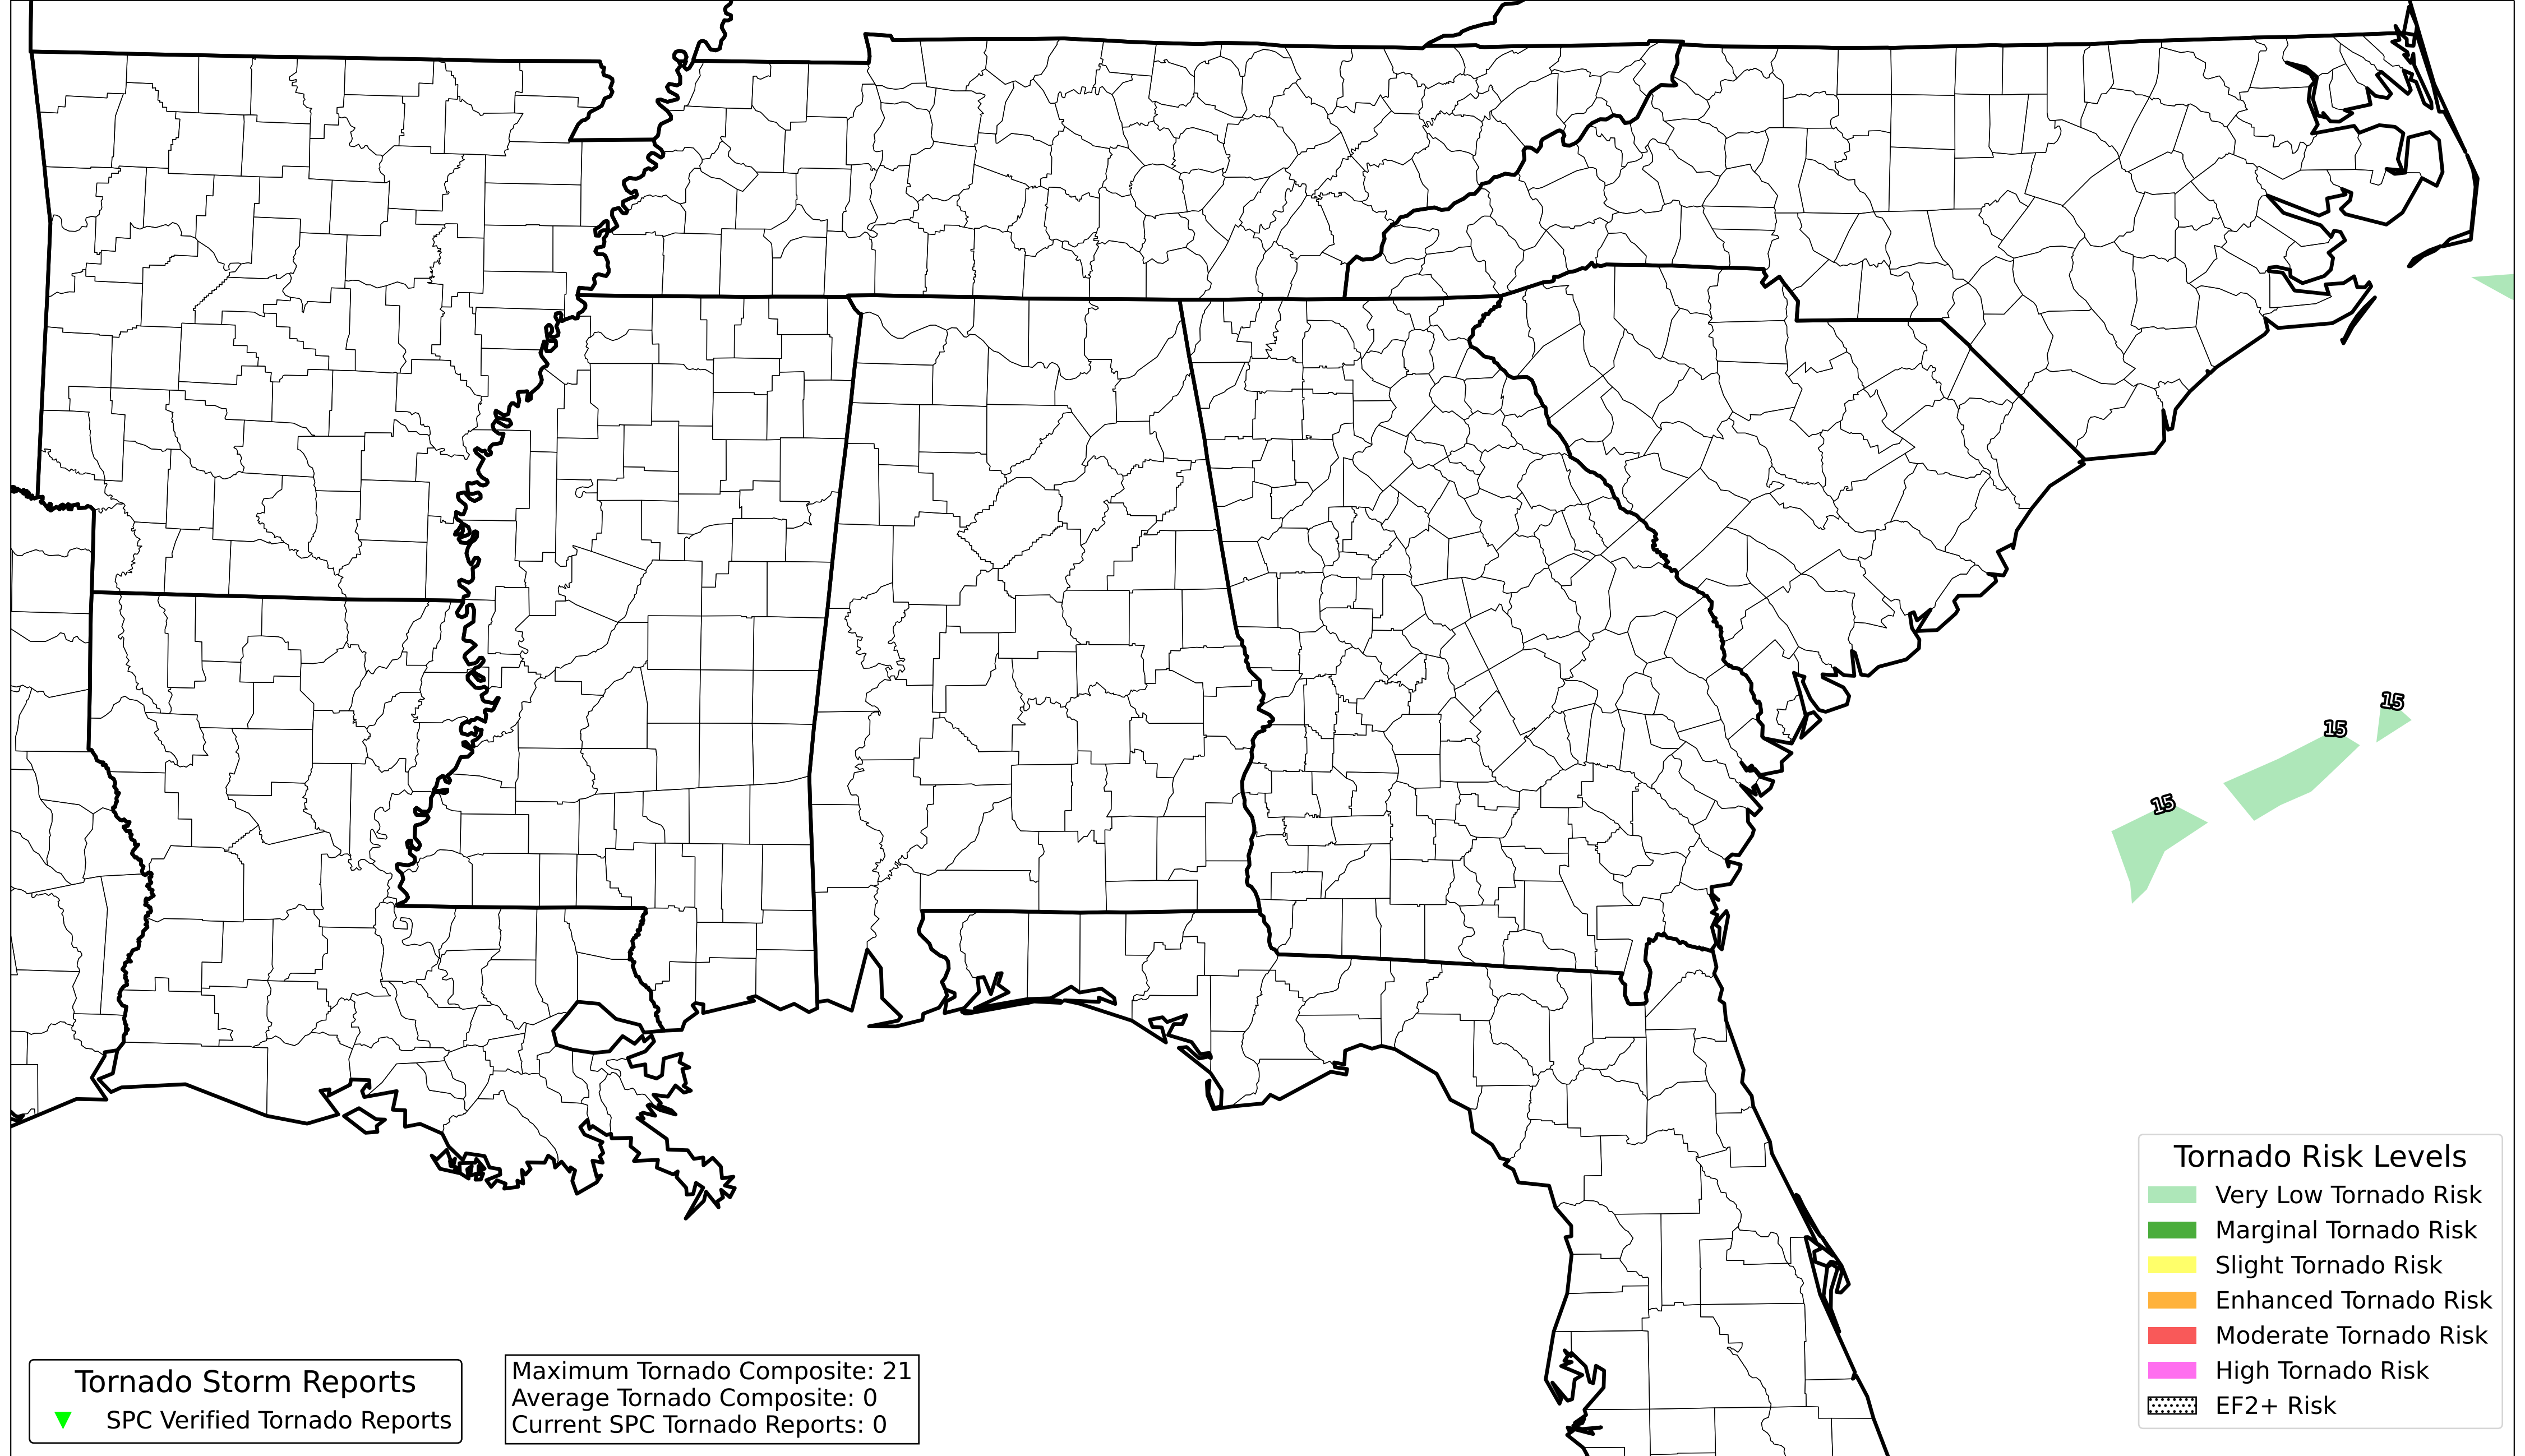 15
15
15
Tornado Risk Levels
Very Low Tornado Risk
Marginal Tornado Risk
Slight Tornado Risk
Enhanced Tornado Risk
Moderate Tornado Risk
High Tornado Risk
EF2+ Risk
Tornado Storm Reports
SPC Verified Tornado Reports
Maximum Tornado Composite: 21
Average Tornado Composite: 0
Current SPC Tornado Reports: 0